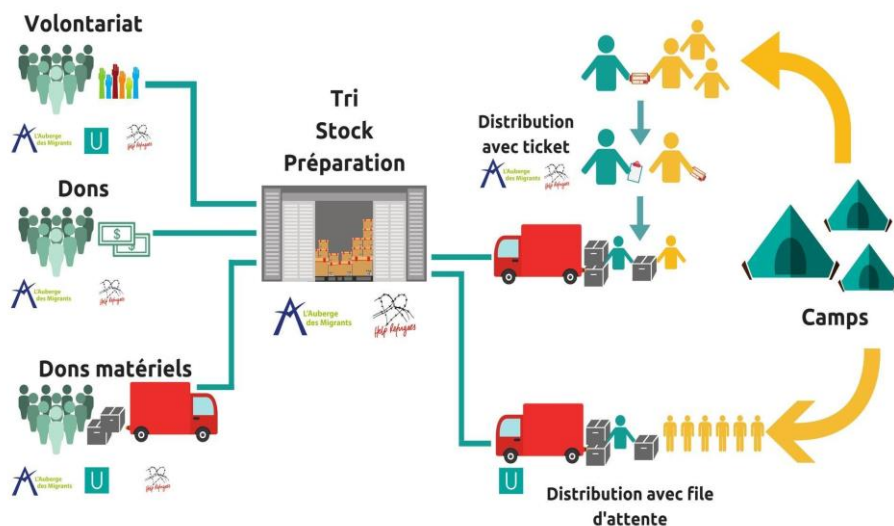 Volontariat
L'Auberge
des Migrants
U
Help Refugees
Dons
$
L'Auberge
des Migrants
Help Refugees
Dons matériels
L'Auberge
des Migrants
U
Help Refugees
Tri
Stock
Préparation
L'Auberge
des Migrants
Help Refugees
Distribution
avec ticket
L'Auberge
des Migrants
Help Refugees
Camps
U
Distribution avec file
d'attente